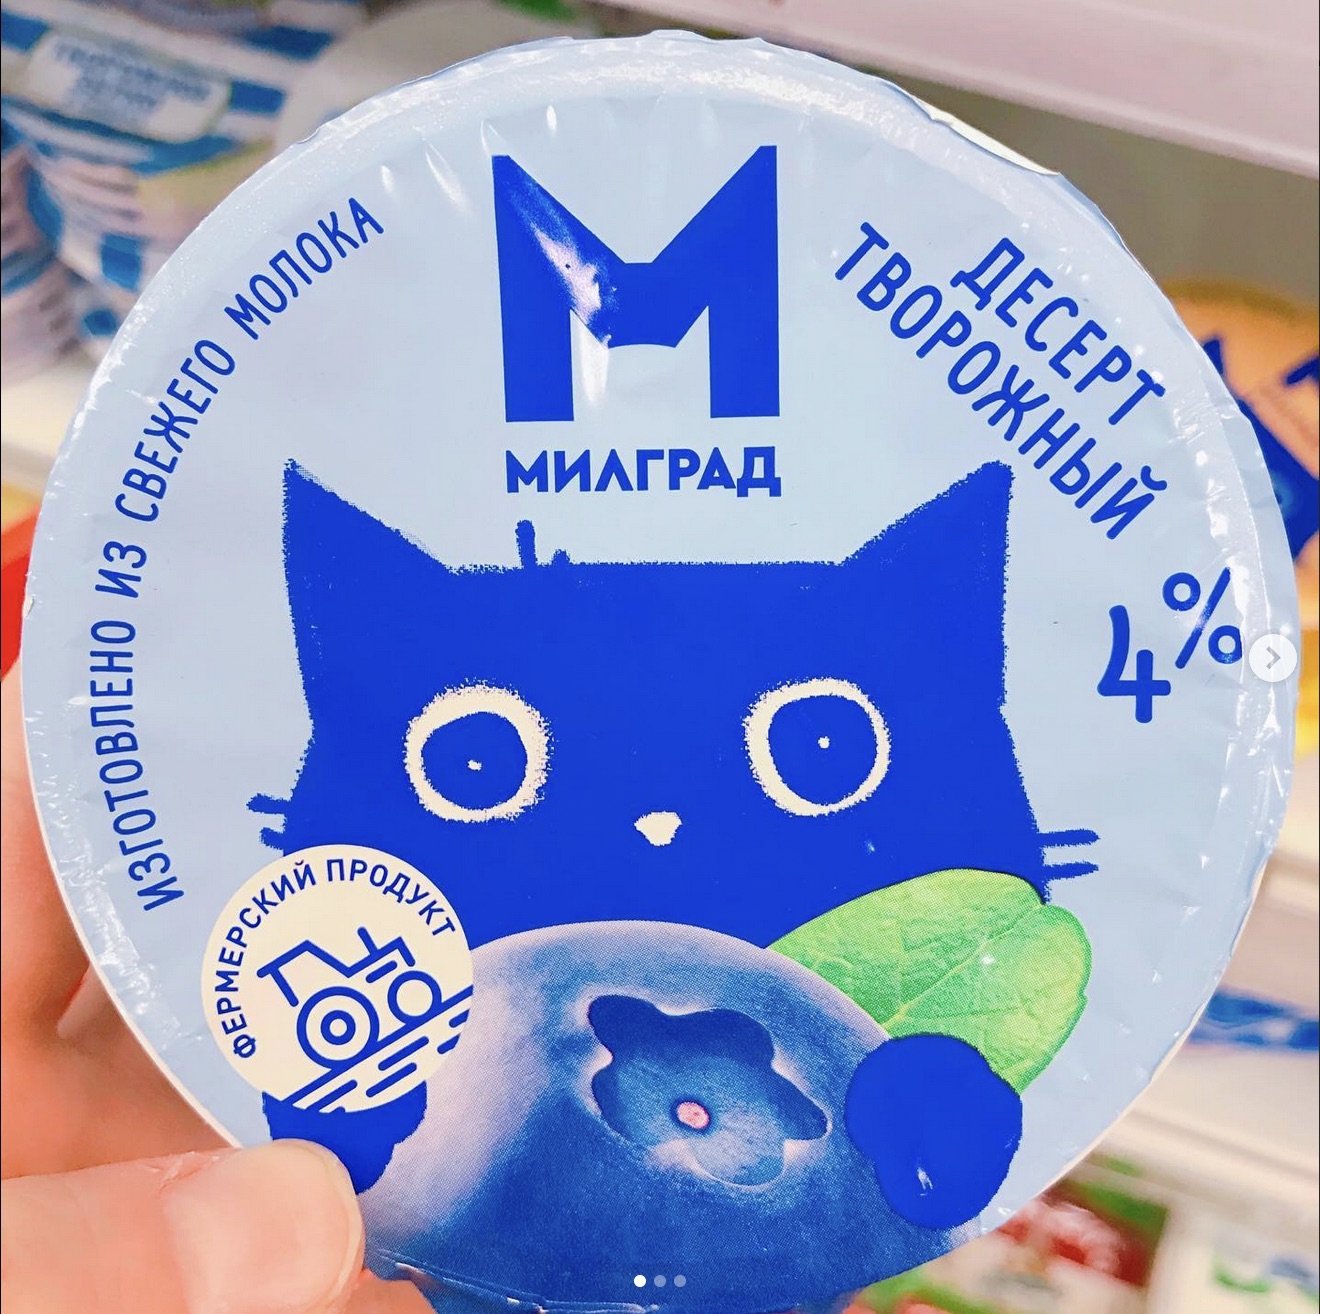 М
МИЛГРАД
ИЗГОТОВЛЕНО ИЗ СВЕЖЕГО МОЛОКА
ДЕСЕРТ
ТВОРОЖНЫЙ
4%
ФЕРМЕРСКИЙ ПРОДУКТ